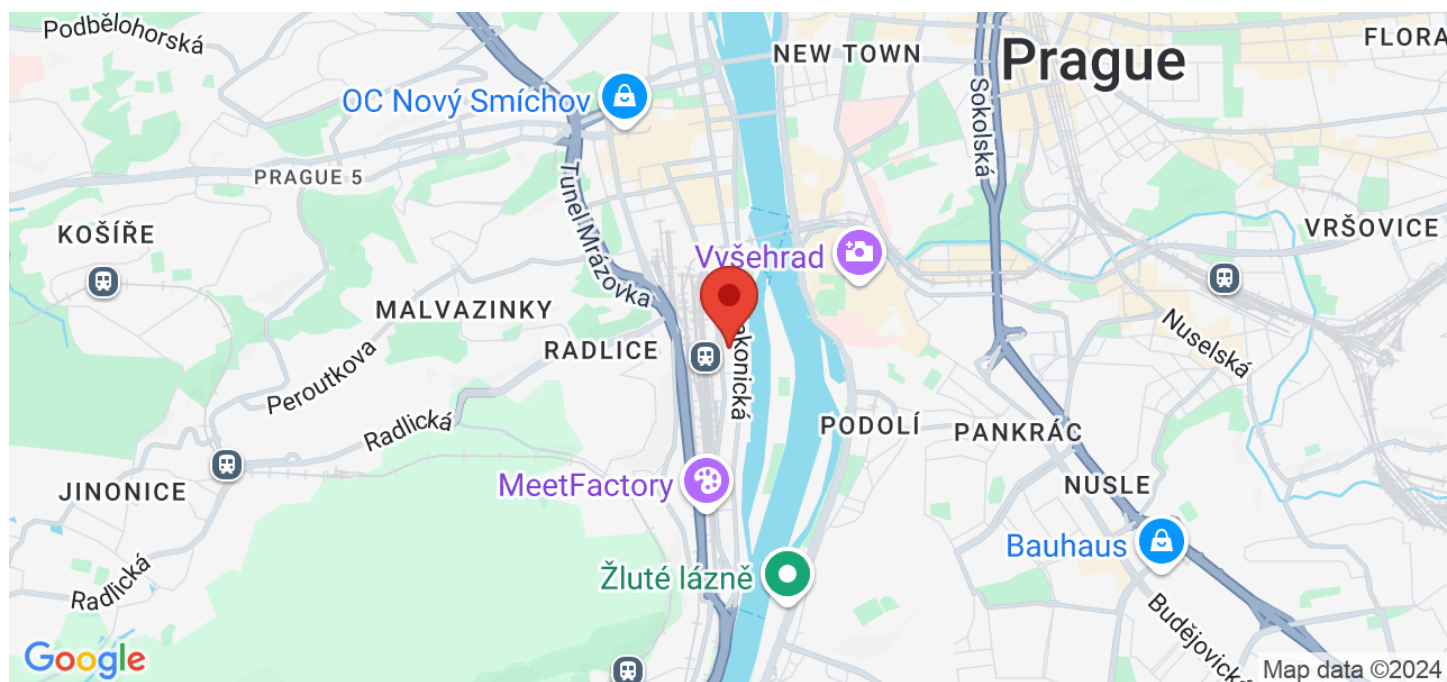 Podbělohorská
NEW TOWN
FLORA
Prague
OC Nový Smíchov
Sokolská
PRAGUE 5
Tunel Mrázovka
KOŠÍŘE
VRŠOVICE
Vyšehrad
MALVAZINKY
RADLICE
akonická
Nuselská
Peroutkova
Radlická
PODOLÍ
PANKRÁC
JINONICE
MeetFactory
NUSLE
Bauhaus
Žluté lázně
Radlická
Budějovická
Google
Map data ©2024